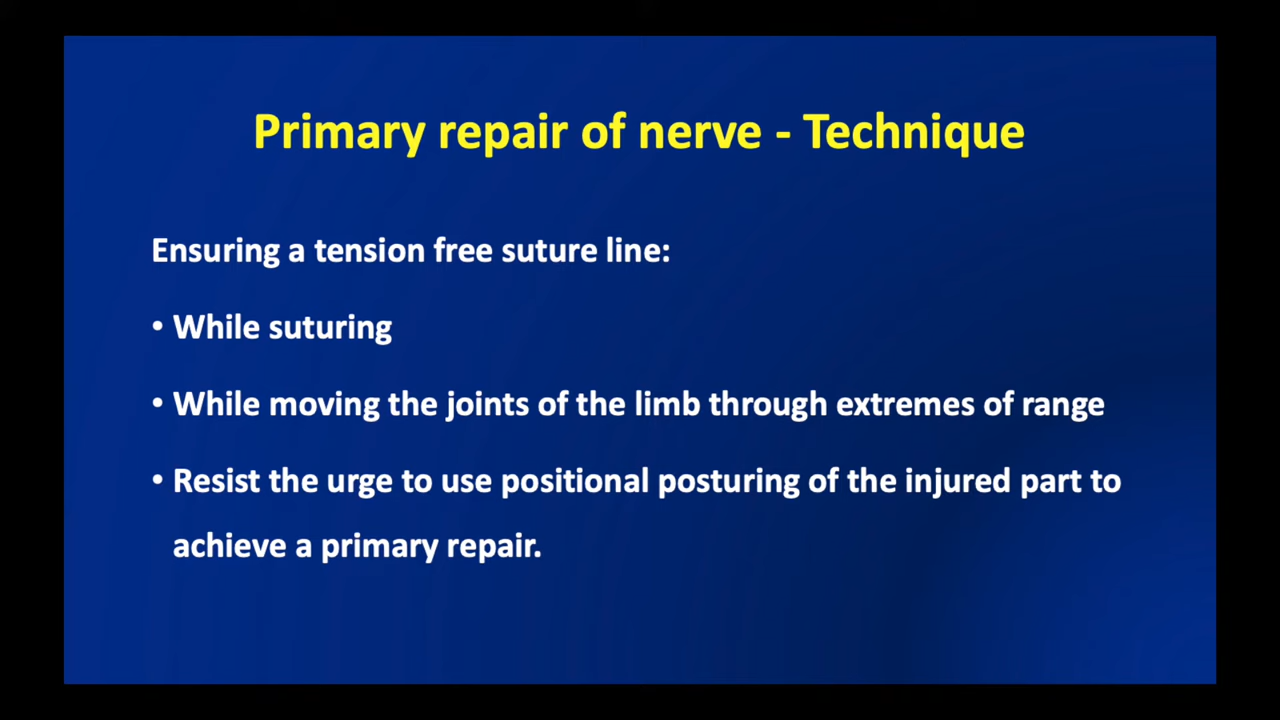 Primary repair of nerve - Technique
Ensuring a tension free suture line:
• While suturing
• While moving the joints of the limb through extremes of range
• Resist the urge to use positional posturing of the injured part to
achieve a primary repair.